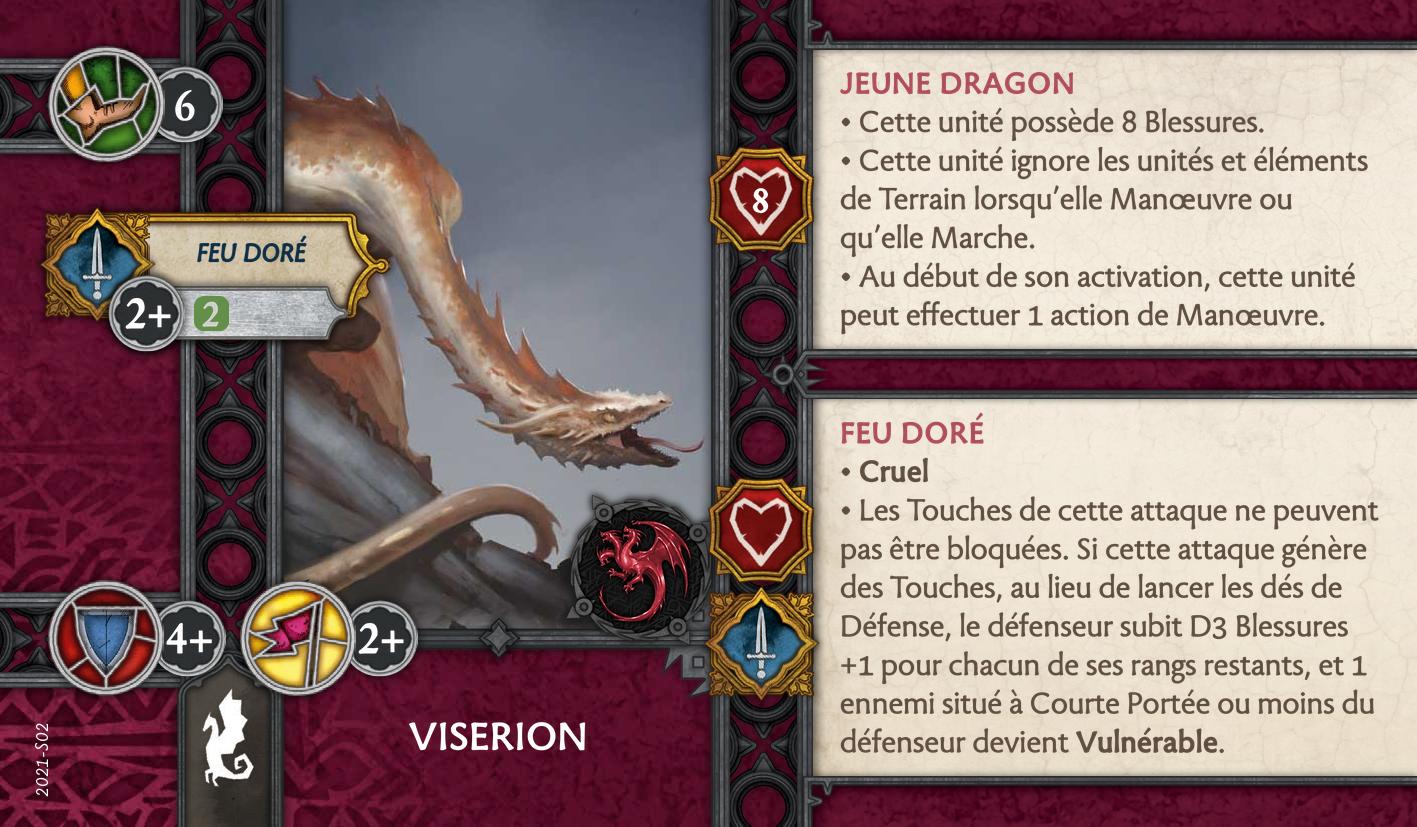 6
FEU DORÉ
2+ 2
4+ 2+
VISERION
2021-S02
8
JEUNE DRAGON
• Cette unité possède 8 Blessures.
• Cette unité ignore les unités et éléments
de Terrain lorsqu’elle Manœuvre ou
qu’elle Marche.
• Au début de son activation, cette unité
peut effectuer 1 action de Manœuvre.
FEU DORÉ
• Cruel
• Les Touches de cette attaque ne peuvent
pas être bloquées. Si cette attaque génère
des Touches, au lieu de lancer les dés de
Défense, le défenseur subit D3 Blessures
+1 pour chacun de ses rangs restants, et 1
ennemi situé à Courte Portée ou moins du
défenseur devient Vulnérable.